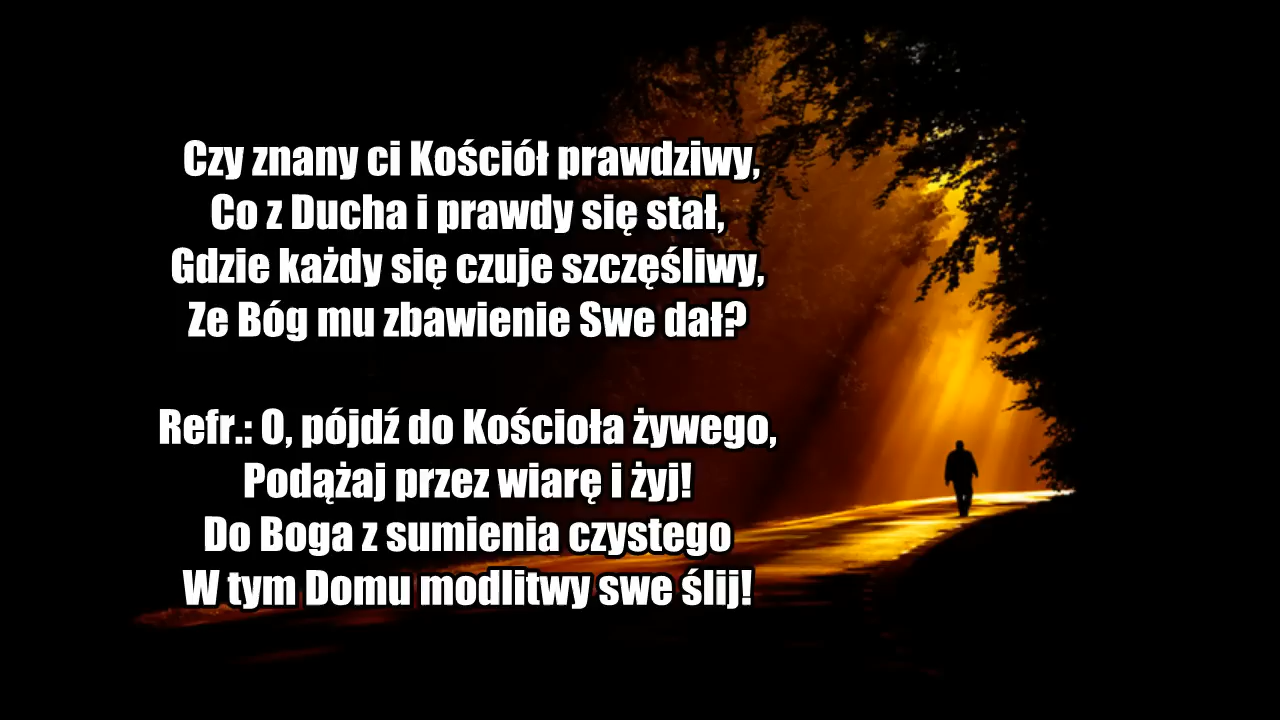 Czy znany ci Kościół prawdziwy,
Co z Ducha i prawdy się stał,
Gdzie każdy się czuje szczęśliwy,
Ze Bóg mu zbawienie Swe dał?
Refr.: O, pójdź do Kościoła żywego,
Podążaj przez wiarę i żyj!
Do Boga z sumienia czystego
W tym Domu modlitwy swe ślij!